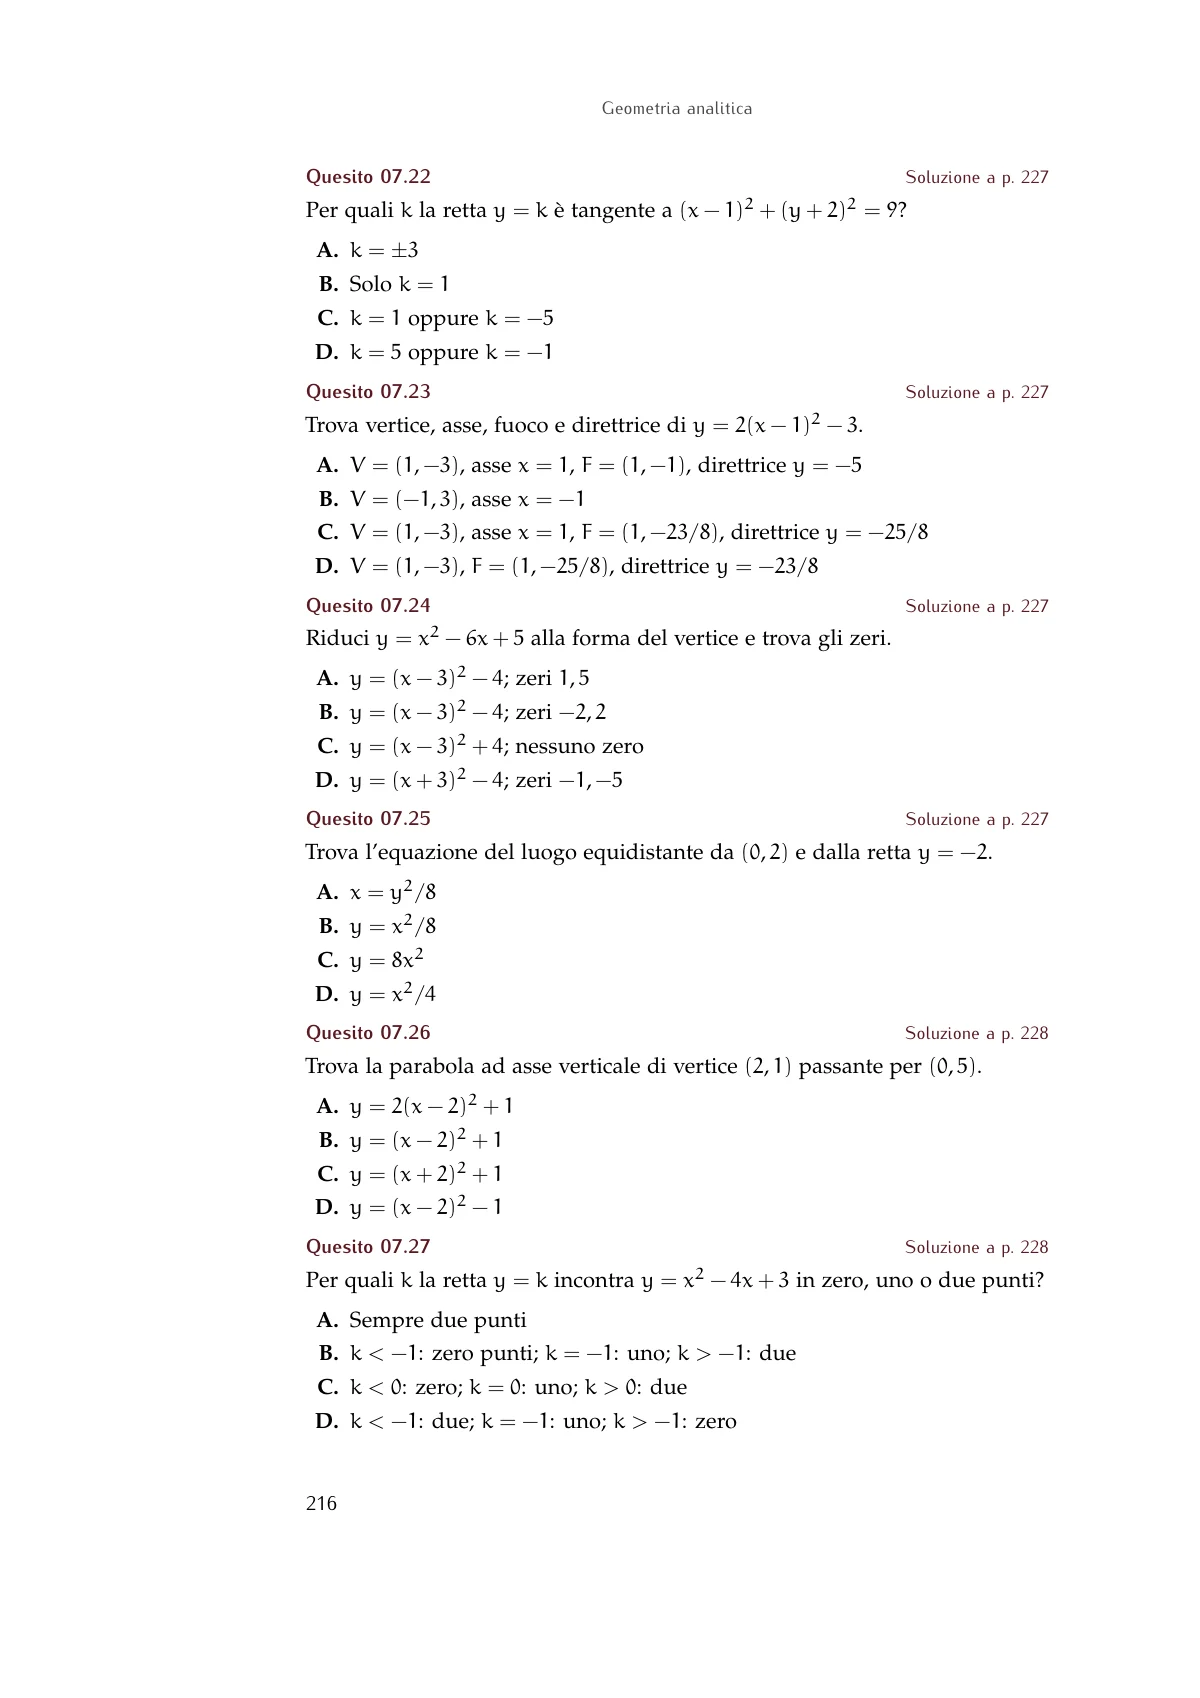 Geometria analitica
Quesito 07.22 Soluzione a p. 227
Per quali k la retta y = k è tangente a (x − 1)² + (y + 2)² = 9?
A. k = ±3
B. Solo k = 1
C. k = 1 oppure k = −5
D. k = 5 oppure k = −1
Quesito 07.23 Soluzione a p. 227
Trova vertice, asse, fuoco e direttrice di y = 2(x − 1)² − 3.
A. V = (1, −3), asse x = 1, F = (1, −1), direttrice y = −5
B. V = (−1, 3), asse x = −1
C. V = (1, −3), asse x = 1, F = (1, −23/8), direttrice y = −25/8
D. V = (1, −3), F = (1, −25/8), direttrice y = −23/8
Quesito 07.24 Soluzione a p. 227
Riduci y = x² − 6x + 5 alla forma del vertice e trova gli zeri.
A. y = (x − 3)² − 4; zeri 1, 5
B. y = (x − 3)² − 4; zeri −2, 2
C. y = (x − 3)² + 4; nessuno zero
D. y = (x + 3)² − 4; zeri −1, −5
Quesito 07.25 Soluzione a p. 227
Trova l’equazione del luogo equidistante da (0, 2) e dalla retta y = −2.
A. x = y²/8
B. y = x²/8
C. y = 8x²
D. y = x²/4
Quesito 07.26 Soluzione a p. 228
Trova la parabola ad asse verticale di vertice (2, 1) passante per (0, 5).
A. y = 2(x − 2)² + 1
B. y = (x − 2)² + 1
C. y = (x + 2)² + 1
D. y = (x − 2)² − 1
Quesito 07.27 Soluzione a p. 228
Per quali k la retta y = k incontra y = x² − 4x + 3 in zero, uno o due punti?
A. Sempre due punti
B. k < −1: zero punti; k = −1: uno; k > −1: due
C. k < 0: zero; k = 0: uno; k > 0: due
D. k < −1: due; k = −1: uno; k > −1: zero
216